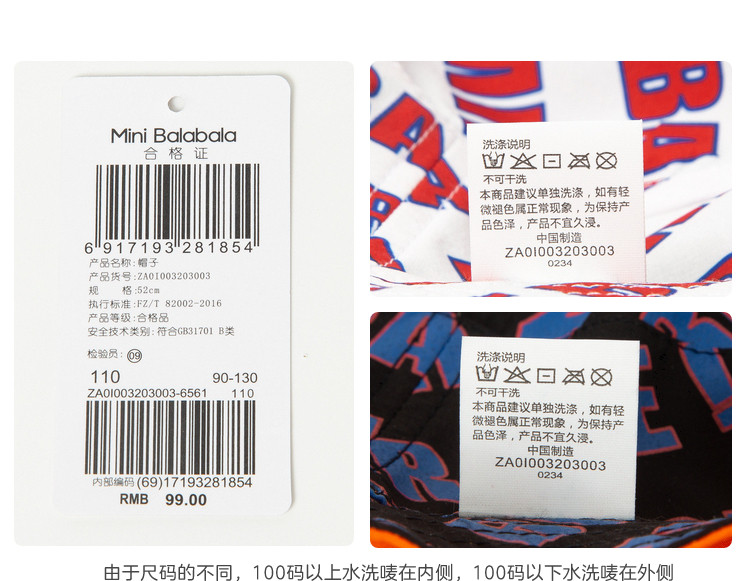 Mini Balabala
合格证
6 917193 281854
产品名称:帽子
产品货号:ZA0I003203003
规 格:52cm
执行标准:FZ/T 82002-2016
产品等级:合格品
安全技术类别:符合GB31701 B类
检验员: 09
110 90-130
ZA0I003203003-6561 110
内部编码 (69)17193281854
RMB 99.00
洗涤说明
不可干洗
本商品建议单独洗涤，如有轻
微褪色属正常现象，为保持产
品色泽，产品不宜久浸。
中国制造
ZA0I003203003
0234
洗涤说明
不可干洗
本商品建议单独洗涤，如有轻
微褪色属正常现象，为保持产
品色泽，产品不宜久浸。
中国制造
ZA0I003203003
0234
由于尺码的不同，100码以上水洗唛在内侧，100码以下水洗唛在外侧